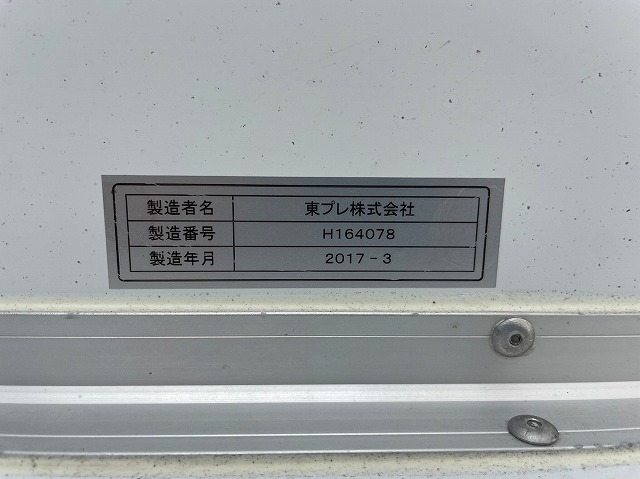 製造者名 東プレ株式会社
製造番号 H164078
製造年月 2017-3